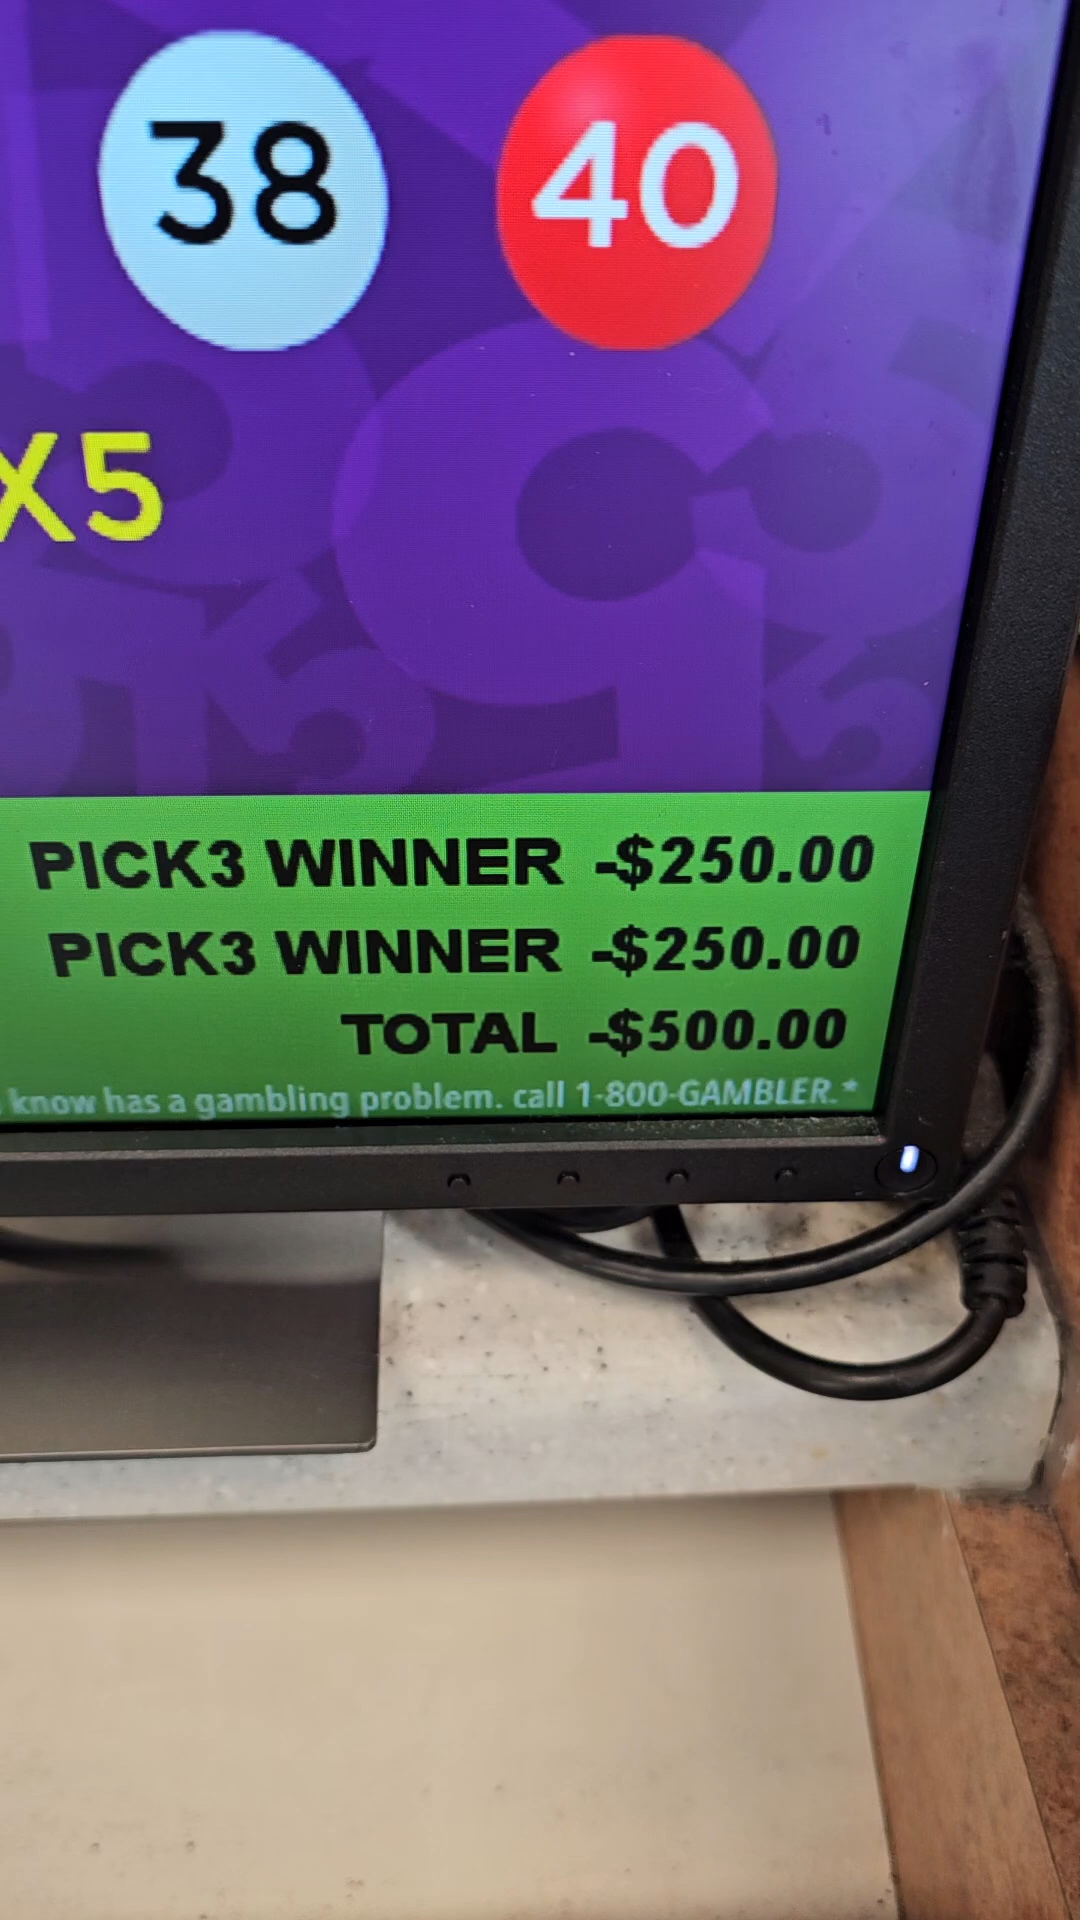 38 40
X5
PICK3 WINNER -$250.00
PICK3 WINNER -$250.00
TOTAL -$500.00
know has a gambling problem. call 1-800-GAMBLER.*